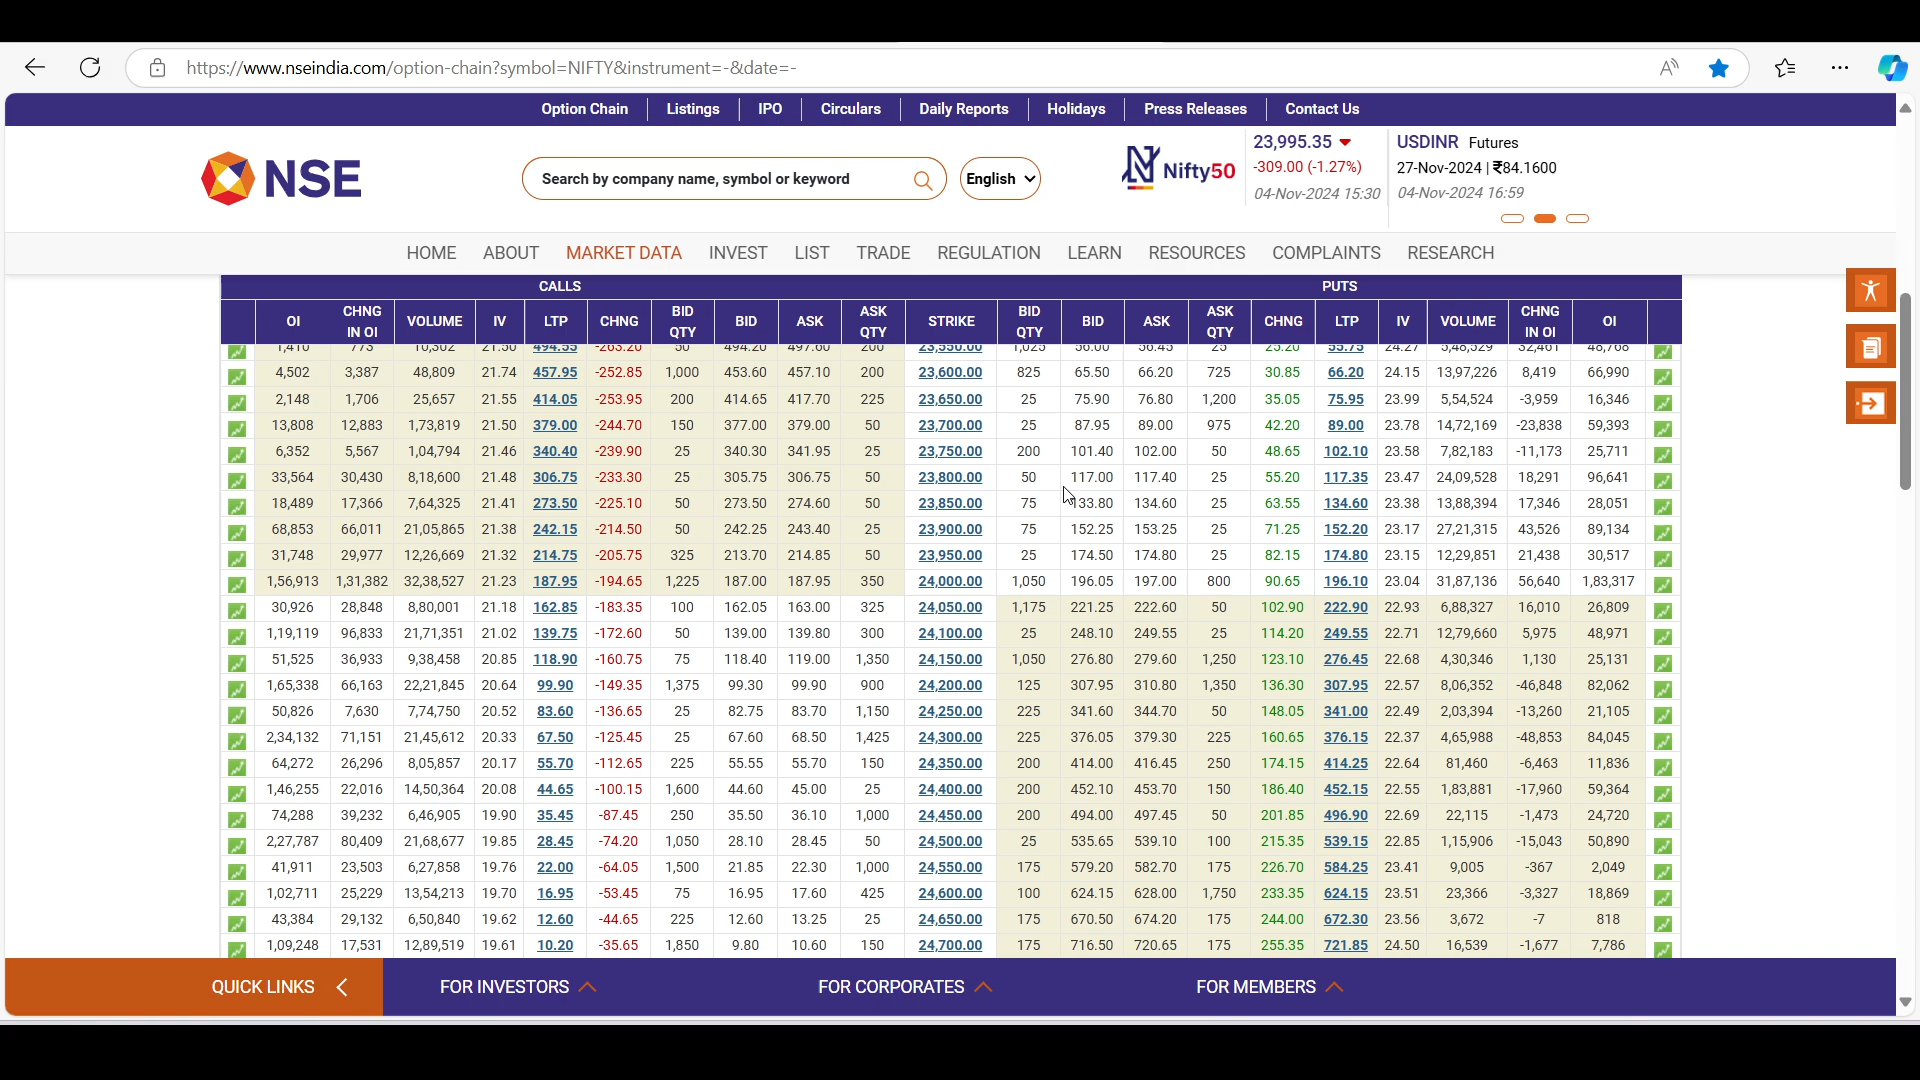 https://www.nseindia.com/option-chain?symbol=NIFTY&instrument=-&date=-
Option Chain Listings IPO Circulars Daily Reports Holidays Press Releases Contact Us
NSE
Search by company name, symbol or keyword
English
Nifty50
23,995.35
-309.00 (-1.27%)
04-Nov-2024 15:30
USDINR Futures
27-Nov-2024 | ₹84.1600
04-Nov-2024 16:59
HOME ABOUT MARKET DATA INVEST LIST TRADE REGULATION LEARN RESOURCES COMPLAINTS RESEARCH
CALLS PUTS
OI CHNG IN OI VOLUME IV LTP CHNG BID QTY BID ASK ASK QTY STRIKE BID QTY BID ASK ASK QTY CHNG LTP IV VOLUME CHNG IN OI OI
1,410 773 10,302 21.50 494.55 -263.20 50 494.20 497.60 200 23,550.00 1,025 56.00 56.45 25 25.20 55.75 24.27 5,48,529 32,461 48,768
4,502 3,387 48,809 21.74 457.95 -252.85 1,000 453.60 457.10 200 23,600.00 825 65.50 66.20 725 30.85 66.20 24.15 13,97,226 8,419 66,990
2,148 1,706 25,657 21.55 414.05 -253.95 200 414.65 417.70 225 23,650.00 25 75.90 76.80 1,200 35.05 75.95 23.99 5,54,524 -3,959 16,346
13,808 12,883 1,73,819 21.50 379.00 -244.70 150 377.00 379.00 50 23,700.00 25 87.95 89.00 975 42.20 89.00 23.78 14,72,169 -23,838 59,393
6,352 5,567 1,04,794 21.46 340.40 -239.90 25 340.30 341.95 25 23,750.00 200 101.40 102.00 50 48.65 102.10 23.58 7,82,183 -11,173 25,711
33,564 30,430 8,18,600 21.48 306.75 -233.30 25 305.75 306.75 50 23,800.00 50 117.00 117.40 25 55.20 117.35 23.47 24,09,528 18,291 96,641
18,489 17,366 7,64,325 21.41 273.50 -225.10 50 273.50 274.60 50 23,850.00 75 133.80 134.60 25 63.55 134.60 23.38 13,88,394 17,346 28,051
68,853 66,011 21,05,865 21.38 242.15 -214.50 50 242.25 243.40 25 23,900.00 75 152.25 153.25 25 71.25 152.20 23.17 27,21,315 43,526 89,134
31,748 29,977 12,26,669 21.32 214.75 -205.75 325 213.70 214.85 50 23,950.00 25 174.50 174.80 25 82.15 174.80 23.15 12,29,851 21,438 30,517
1,56,913 1,31,382 32,38,527 21.23 187.95 -194.65 1,225 187.00 187.95 350 24,000.00 1,050 196.05 197.00 800 90.65 196.10 23.04 31,87,136 56,640 1,83,317
30,926 28,848 8,80,001 21.18 162.85 -183.35 100 162.05 163.00 325 24,050.00 1,175 221.25 222.60 50 102.90 222.90 22.93 6,88,327 16,010 26,809
1,19,119 96,833 21,71,351 21.02 139.75 -172.60 50 139.00 139.80 300 24,100.00 25 248.10 249.55 25 114.20 249.55 22.71 12,79,660 5,975 48,971
51,525 36,933 9,38,458 20.85 118.90 -160.75 75 118.40 119.00 1,350 24,150.00 1,050 276.80 279.60 1,250 123.10 276.45 22.68 4,30,346 1,130 25,131
1,65,338 66,163 22,21,845 20.64 99.90 -149.35 1,375 99.30 99.90 900 24,200.00 125 307.95 310.80 1,350 136.30 307.95 22.57 8,06,352 -46,848 82,062
50,826 7,630 7,74,750 20.52 83.60 -136.65 25 82.75 83.70 1,150 24,250.00 225 341.60 344.70 50 148.05 341.00 22.49 2,03,394 -13,260 21,105
2,34,132 71,151 21,45,612 20.33 67.50 -125.45 25 67.60 68.50 1,425 24,300.00 225 376.05 379.30 225 160.65 376.15 22.37 4,65,988 -48,853 84,045
64,272 26,296 8,05,857 20.17 55.70 -112.65 225 55.55 55.70 150 24,350.00 200 414.00 416.45 250 174.15 414.25 22.64 81,460 -6,463 11,836
1,46,255 22,016 14,50,364 20.08 44.65 -100.15 1,600 44.60 45.00 25 24,400.00 200 452.10 453.70 150 186.40 452.15 22.55 1,83,881 -17,960 59,364
74,288 39,232 6,46,905 19.90 35.45 -87.45 250 35.50 36.10 1,000 24,450.00 200 494.00 497.45 50 201.85 496.90 22.69 22,115 -1,473 24,720
2,27,787 80,409 21,68,677 19.85 28.45 -74.20 1,050 28.10 28.45 50 24,500.00 25 535.65 539.10 100 215.35 539.15 22.85 1,15,906 -15,043 50,890
41,911 23,503 6,27,858 19.76 22.00 -64.05 1,500 21.85 22.30 1,000 24,550.00 175 579.20 582.70 175 226.70 584.25 23.41 9,005 -367 2,049
1,02,711 25,229 13,54,213 19.70 16.95 -53.45 75 16.95 17.60 425 24,600.00 100 624.15 628.00 1,750 233.35 624.15 23.51 23,366 -3,327 18,869
43,384 29,132 6,50,840 19.62 12.60 -44.65 225 12.60 13.25 25 24,650.00 175 670.50 674.20 175 244.00 672.30 23.56 3,672 -7 818
1,09,248 17,531 12,89,519 19.61 10.20 -35.65 1,850 9.80 10.60 150 24,700.00 175 716.50 720.65 175 255.35 721.85 24.50 16,539 -1,677 7,786
QUICK LINKS FOR INVESTORS FOR CORPORATES FOR MEMBERS